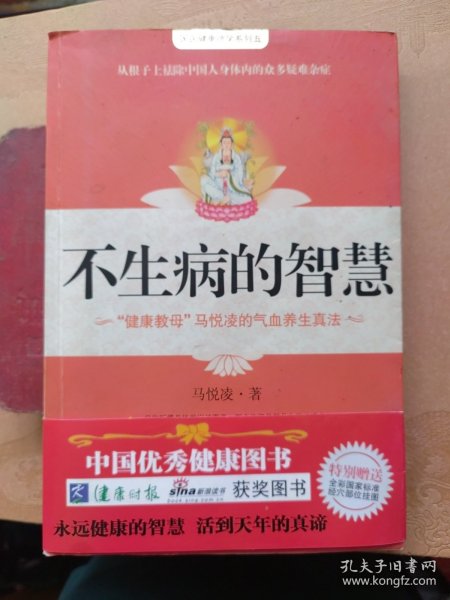 从根子上祛除中国人身体内的众多疑难杂症
不生病的智慧
“健康教母”马悦凌的气血养生真法
马悦凌·著
中国优秀健康图书
健康时报 sina新浪读书 获奖图书
book.sina.com.cn
特别赠送
全彩国家标准
经穴部位挂图
永远健康的智慧 活到天年的真谛
孔夫子旧书网
www.kongfz.com